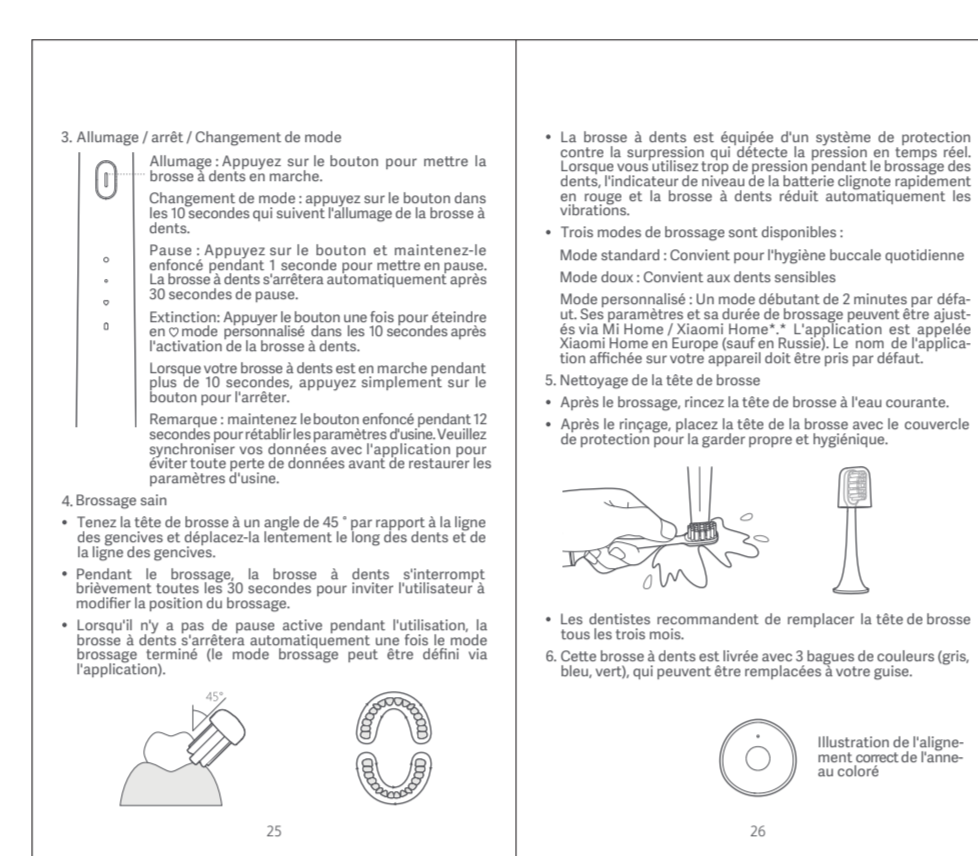 3. Allumage / arrêt / Changement de mode
Allumage : Appuyez sur le bouton pour mettre la
brosse à dents en marche.
Changement de mode : appuyez sur le bouton dans
les 10 secondes qui suivent l'allumage de la brosse à
dents.
Pause : Appuyez sur le bouton et maintenez-le
enfoncé pendant 1 seconde pour mettre en pause.
La brosse à dents s'arrêtera automatiquement après
30 secondes de pause.
Extinction: Appuyer le bouton une fois pour éteindre
en ♡ mode personnalisé dans les 10 secondes après
l'activation de la brosse à dents.
Lorsque votre brosse à dents est en marche pendant
plus de 10 secondes, appuyez simplement sur le
bouton pour l'arrêter.
Remarque : maintenez le bouton enfoncé pendant 12
secondes pour rétablir les paramètres d'usine. Veuillez
synchroniser vos données avec l'application pour
éviter toute perte de données avant de restaurer les
paramètres d'usine.
4. Brossage sain
• Tenez la tête de brosse à un angle de 45 ° par rapport à la ligne
des gencives et déplacez-la lentement le long des dents et de
la ligne des gencives.
• Pendant le brossage, la brosse à dents s'interrompt
brièvement toutes les 30 secondes pour inviter l'utilisateur à
modifier la position du brossage.
• Lorsqu'il n'y a pas de pause active pendant l'utilisation, la
brosse à dents s'arrêtera automatiquement une fois le mode
brossage terminé (le mode brossage peut être défini via
l'application).
45°
25
• La brosse à dents est équipée d'un système de protection
contre la surpression qui détecte la pression en temps réel.
Lorsque vous utilisez trop de pression pendant le brossage des
dents, l'indicateur de niveau de la batterie clignote rapidement
en rouge et la brosse à dents réduit automatiquement les
vibrations.
• Trois modes de brossage sont disponibles :
Mode standard : Convient pour l'hygiène buccale quotidienne
Mode doux : Convient aux dents sensibles
Mode personnalisé : Un mode débutant de 2 minutes par défa-
ut. Ses paramètres et sa durée de brossage peuvent être ajust-
és via Mi Home / Xiaomi Home*.* L'application est appelée
Xiaomi Home en Europe (sauf en Russie). Le nom de l'applica-
tion affichée sur votre appareil doit être pris par défaut.
5. Nettoyage de la tête de brosse
• Après le brossage, rincez la tête de brosse à l'eau courante.
• Après le rinçage, placez la tête de la brosse avec le couvercle
de protection pour la garder propre et hygiénique.
• Les dentistes recommandent de remplacer la tête de brosse
tous les trois mois.
6. Cette brosse à dents est livrée avec 3 bagues de couleurs (gris,
bleu, vert), qui peuvent être remplacées à votre guise.
Illustration de l'aligne-
ment correct de l'anne-
au coloré
26